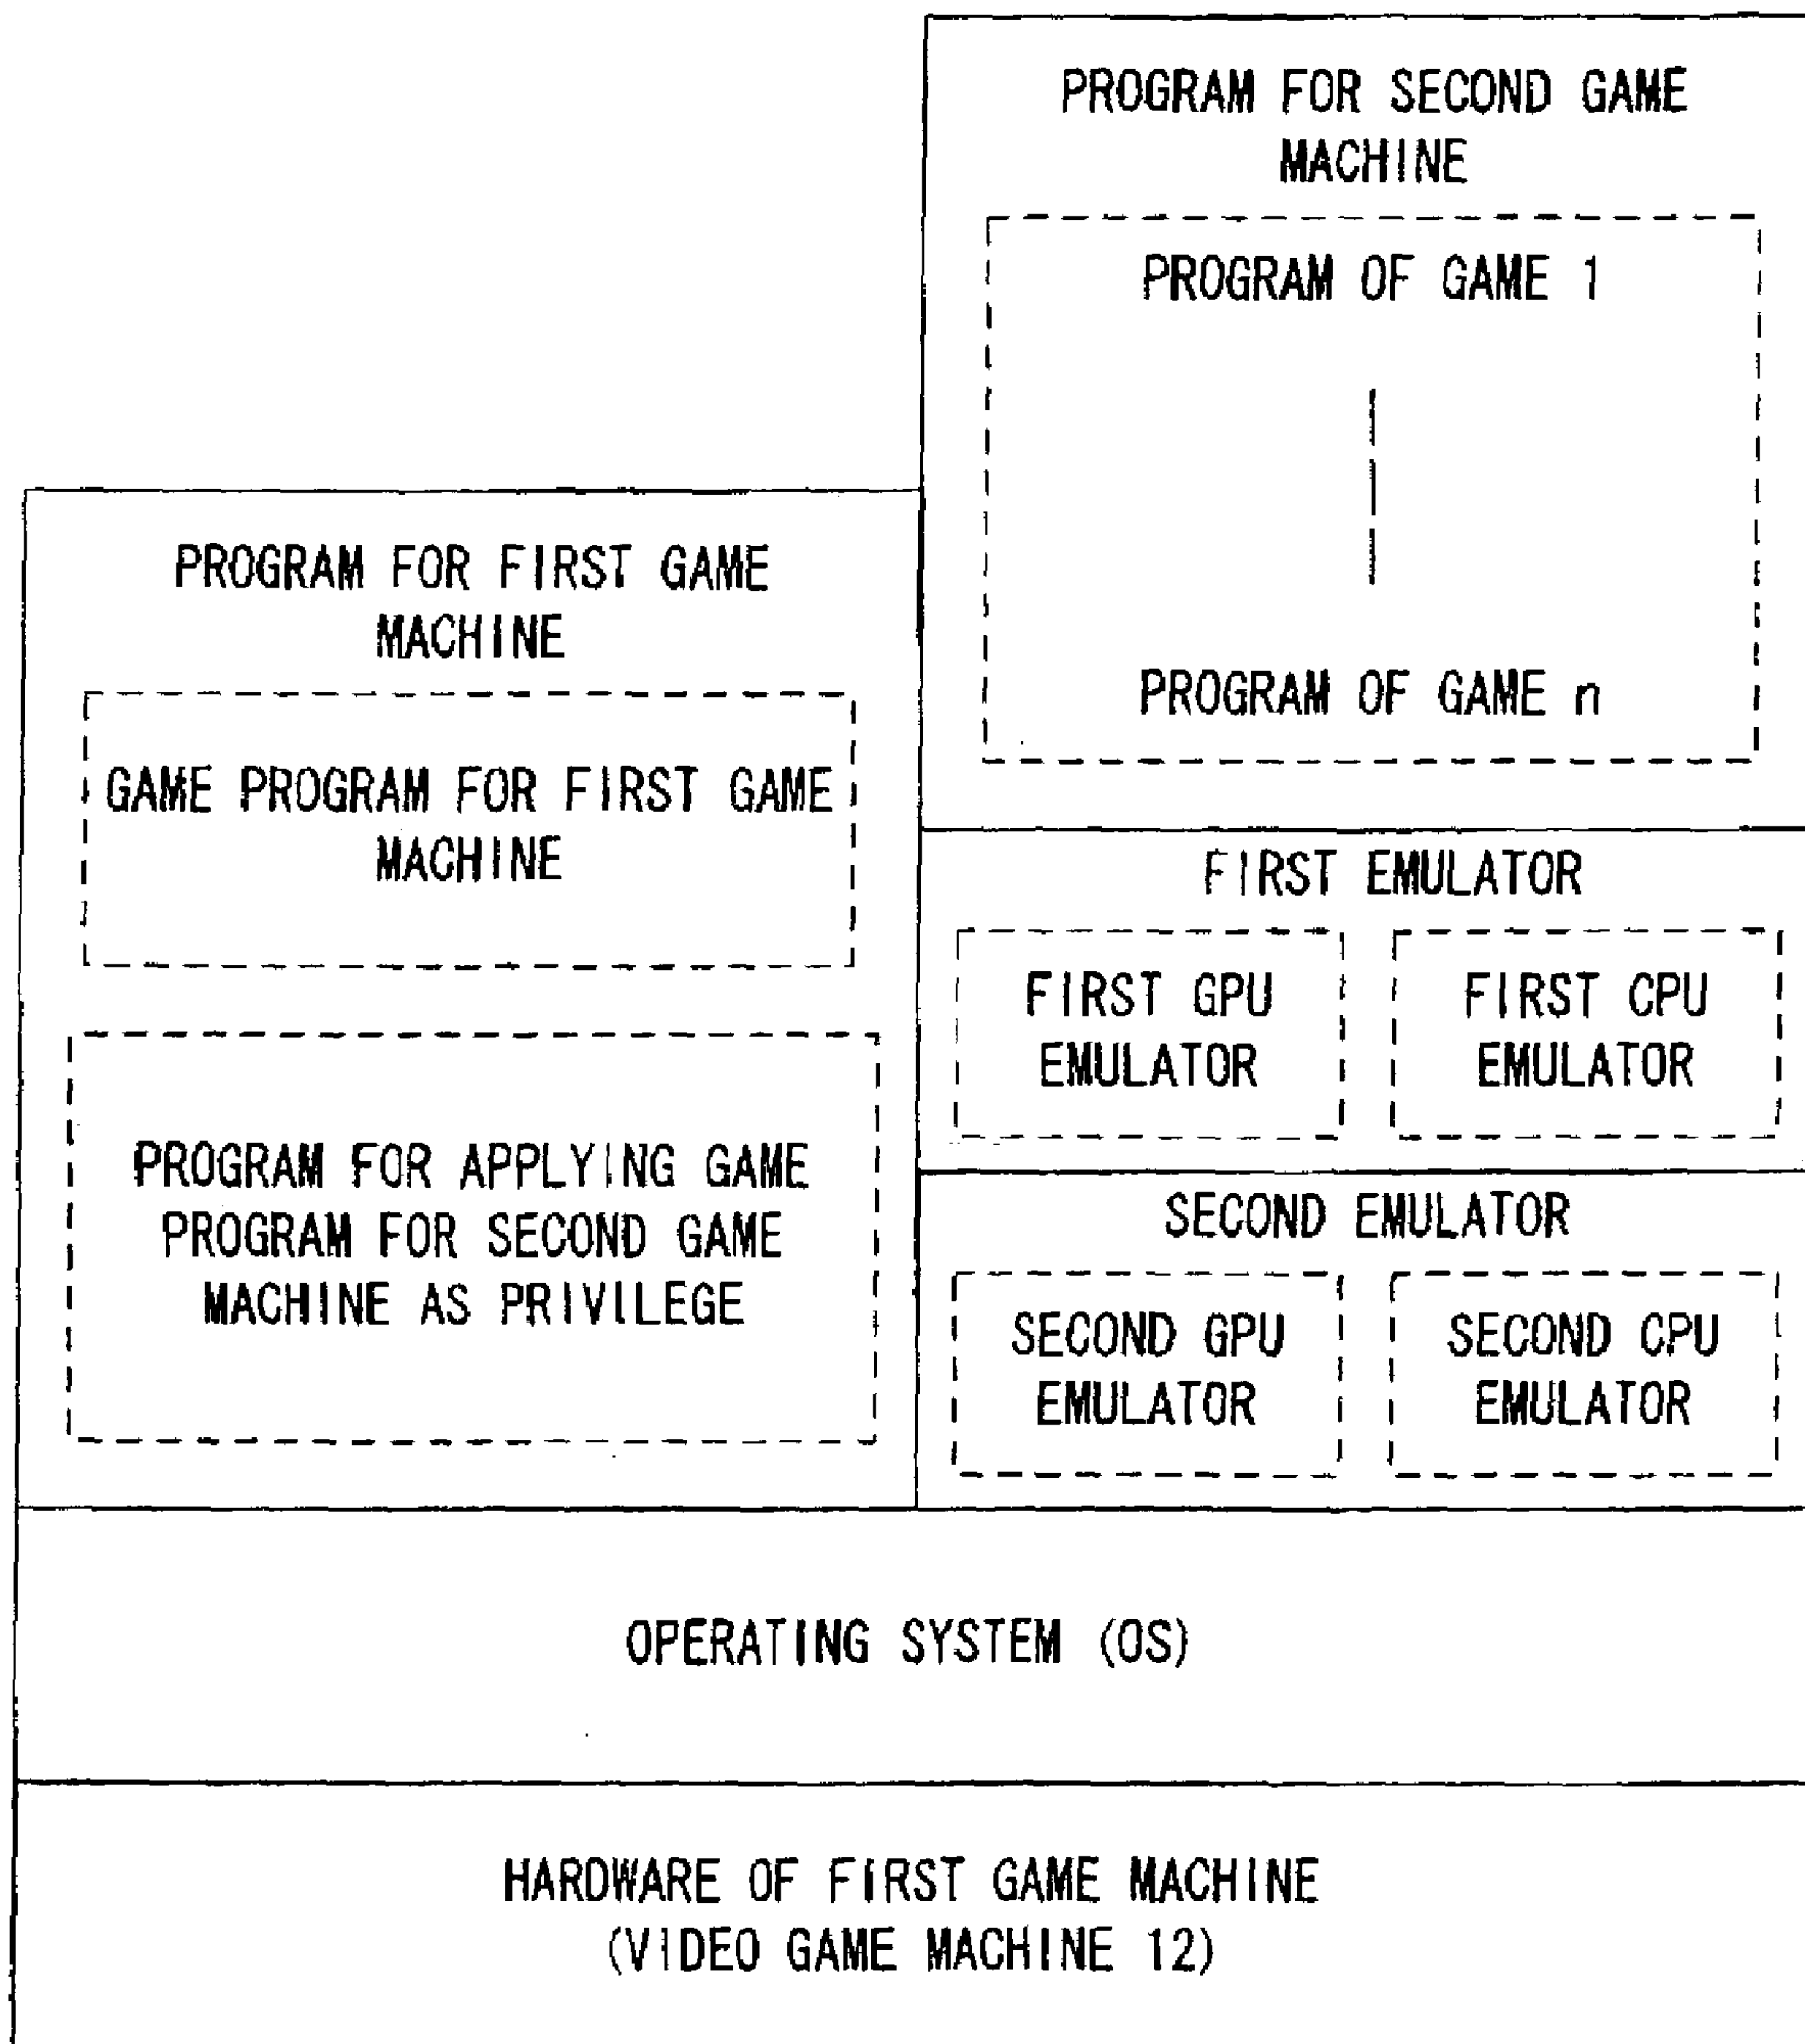 PROGRAM FOR SECOND GAME
MACHINE
PROGRAM OF GAME 1
PROGRAM OF GAME n
PROGRAM FOR FIRST GAME
MACHINE
GAME PROGRAM FOR FIRST GAME
MACHINE
PROGRAM FOR APPLYING GAME
PROGRAM FOR SECOND GAME
MACHINE AS PRIVILEGE
FIRST EMULATOR
FIRST GPU
EMULATOR
FIRST CPU
EMULATOR
SECOND EMULATOR
SECOND GPU
EMULATOR
SECOND CPU
EMULATOR
OPERATING SYSTEM (OS)
HARDWARE OF FIRST GAME MACHINE
(VIDEO GAME MACHINE 12)